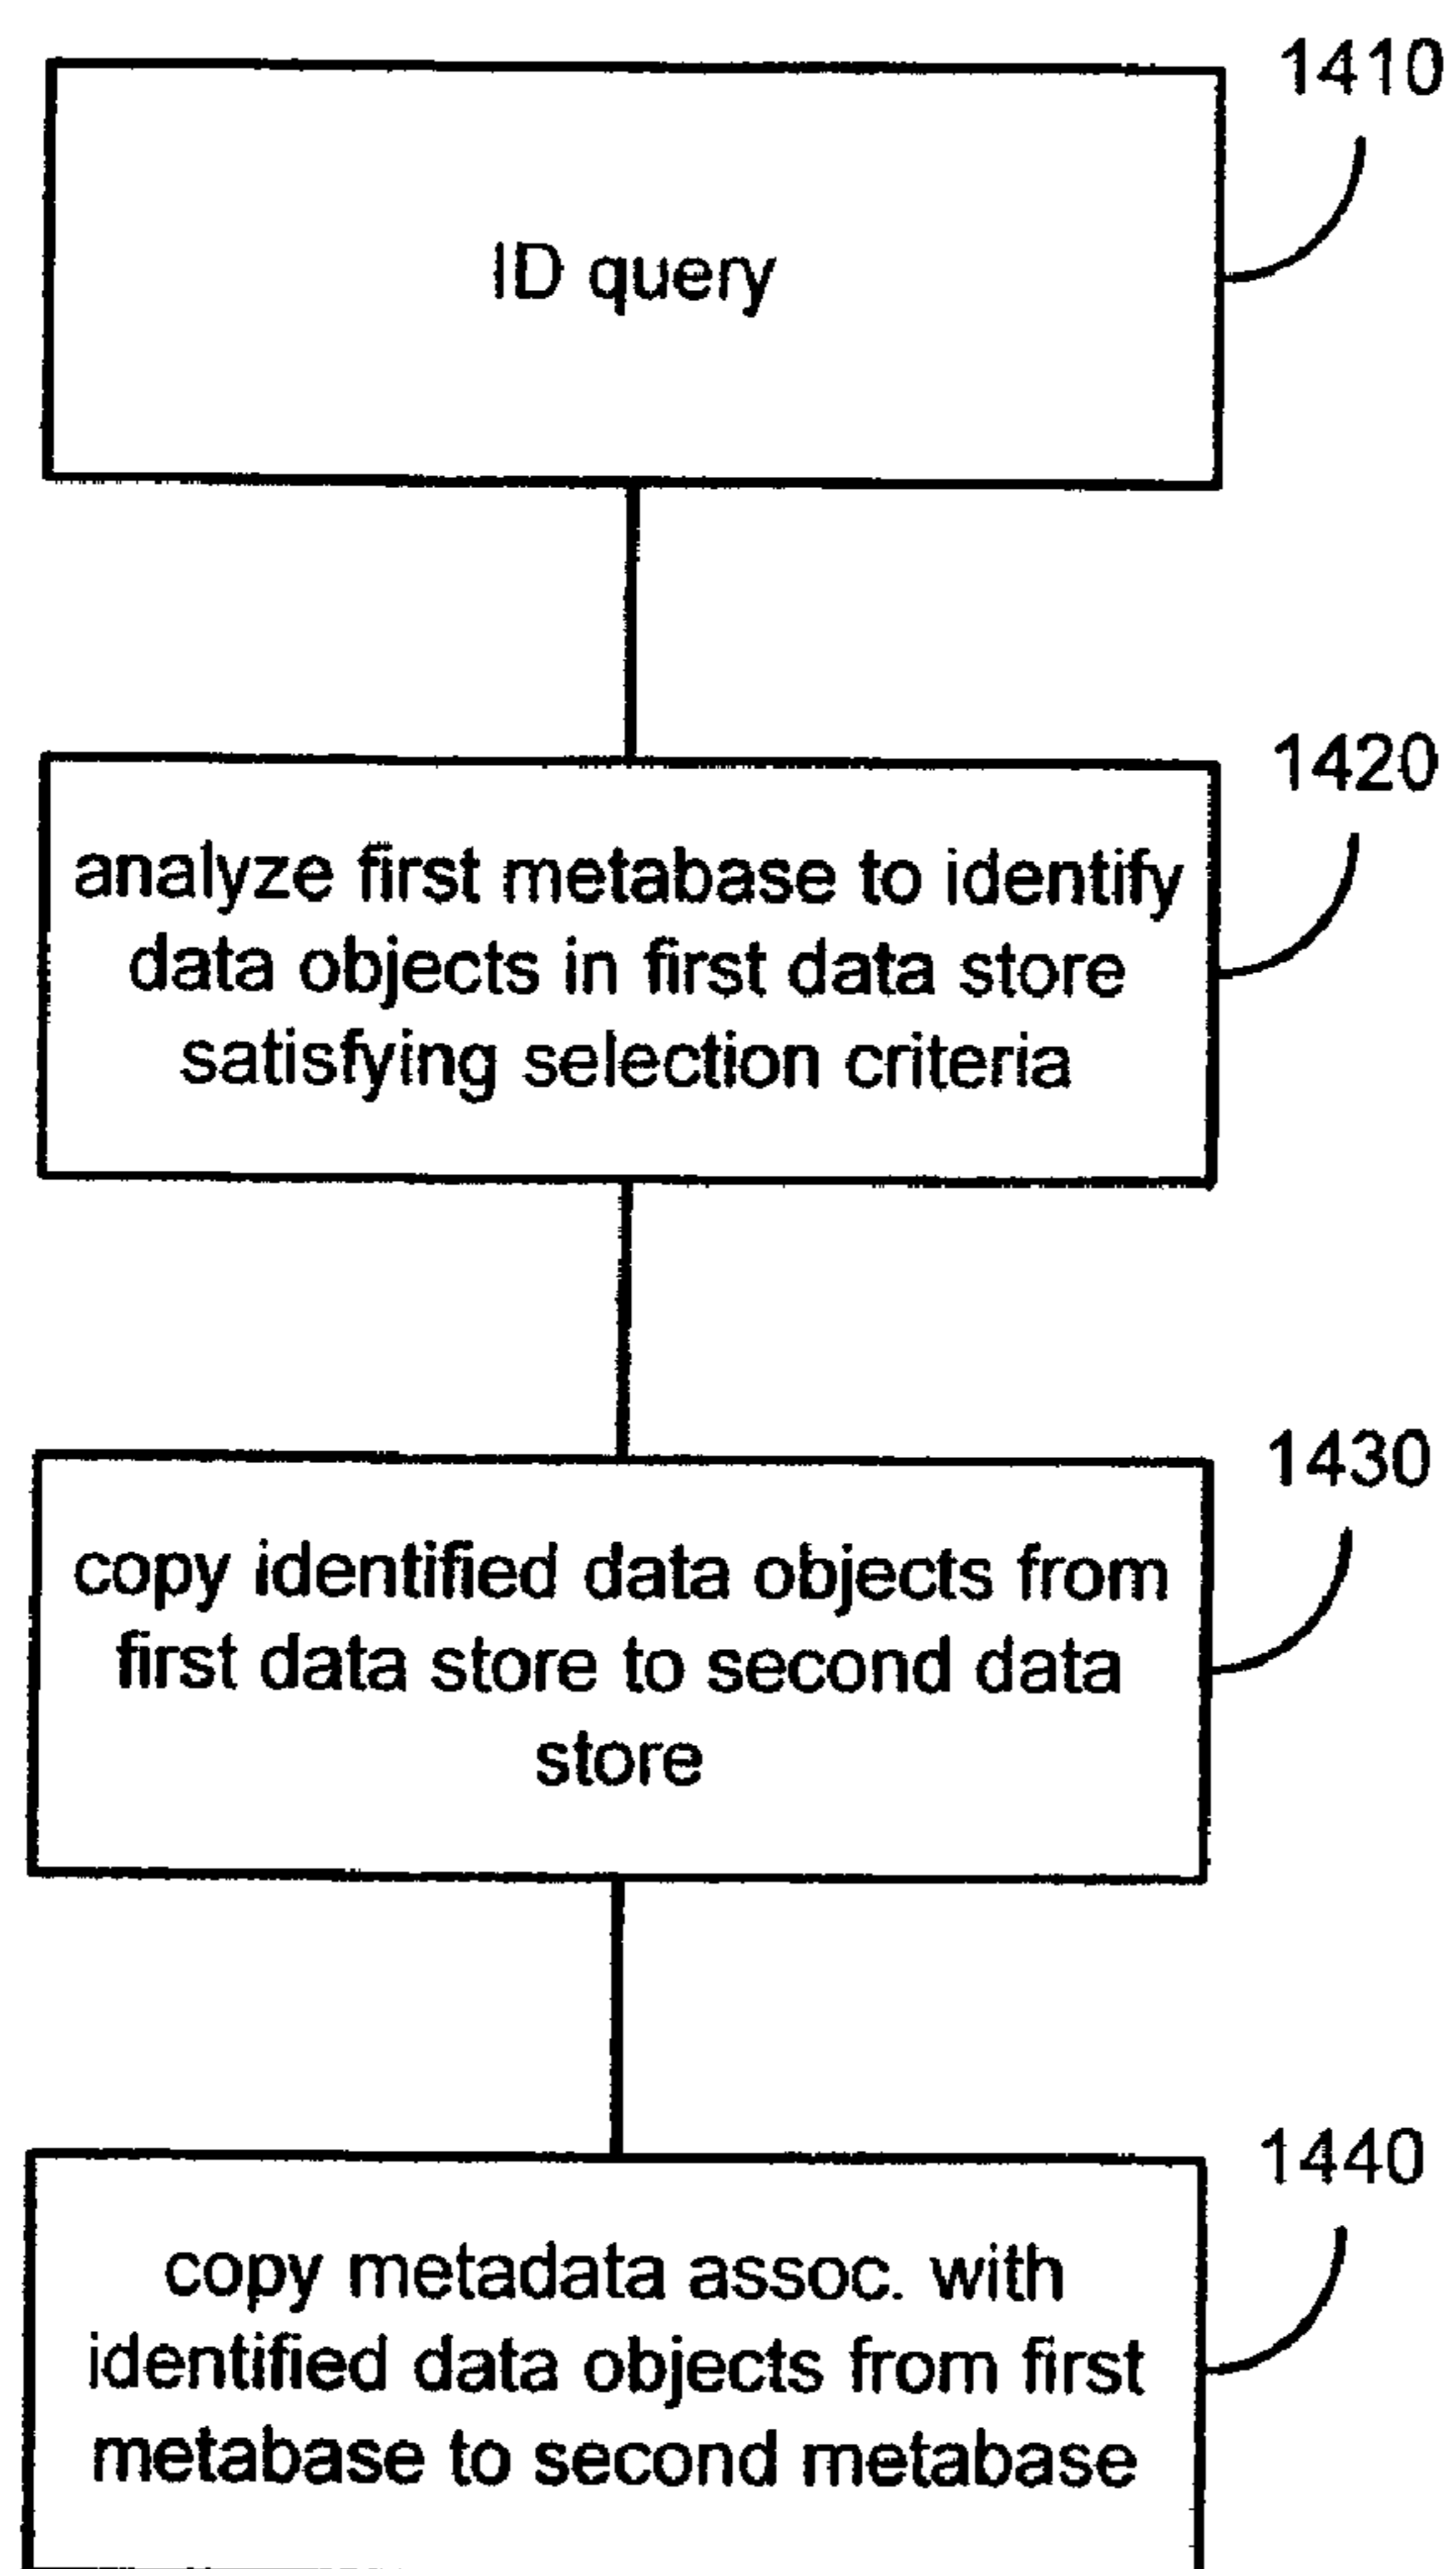 1410
ID query
1420
analyze first metabase to identify
data objects in first data store
satisfying selection criteria
1430
copy identified data objects from
first data store to second data
store
1440
copy metadata assoc. with
identified data objects from first
metabase to second metabase